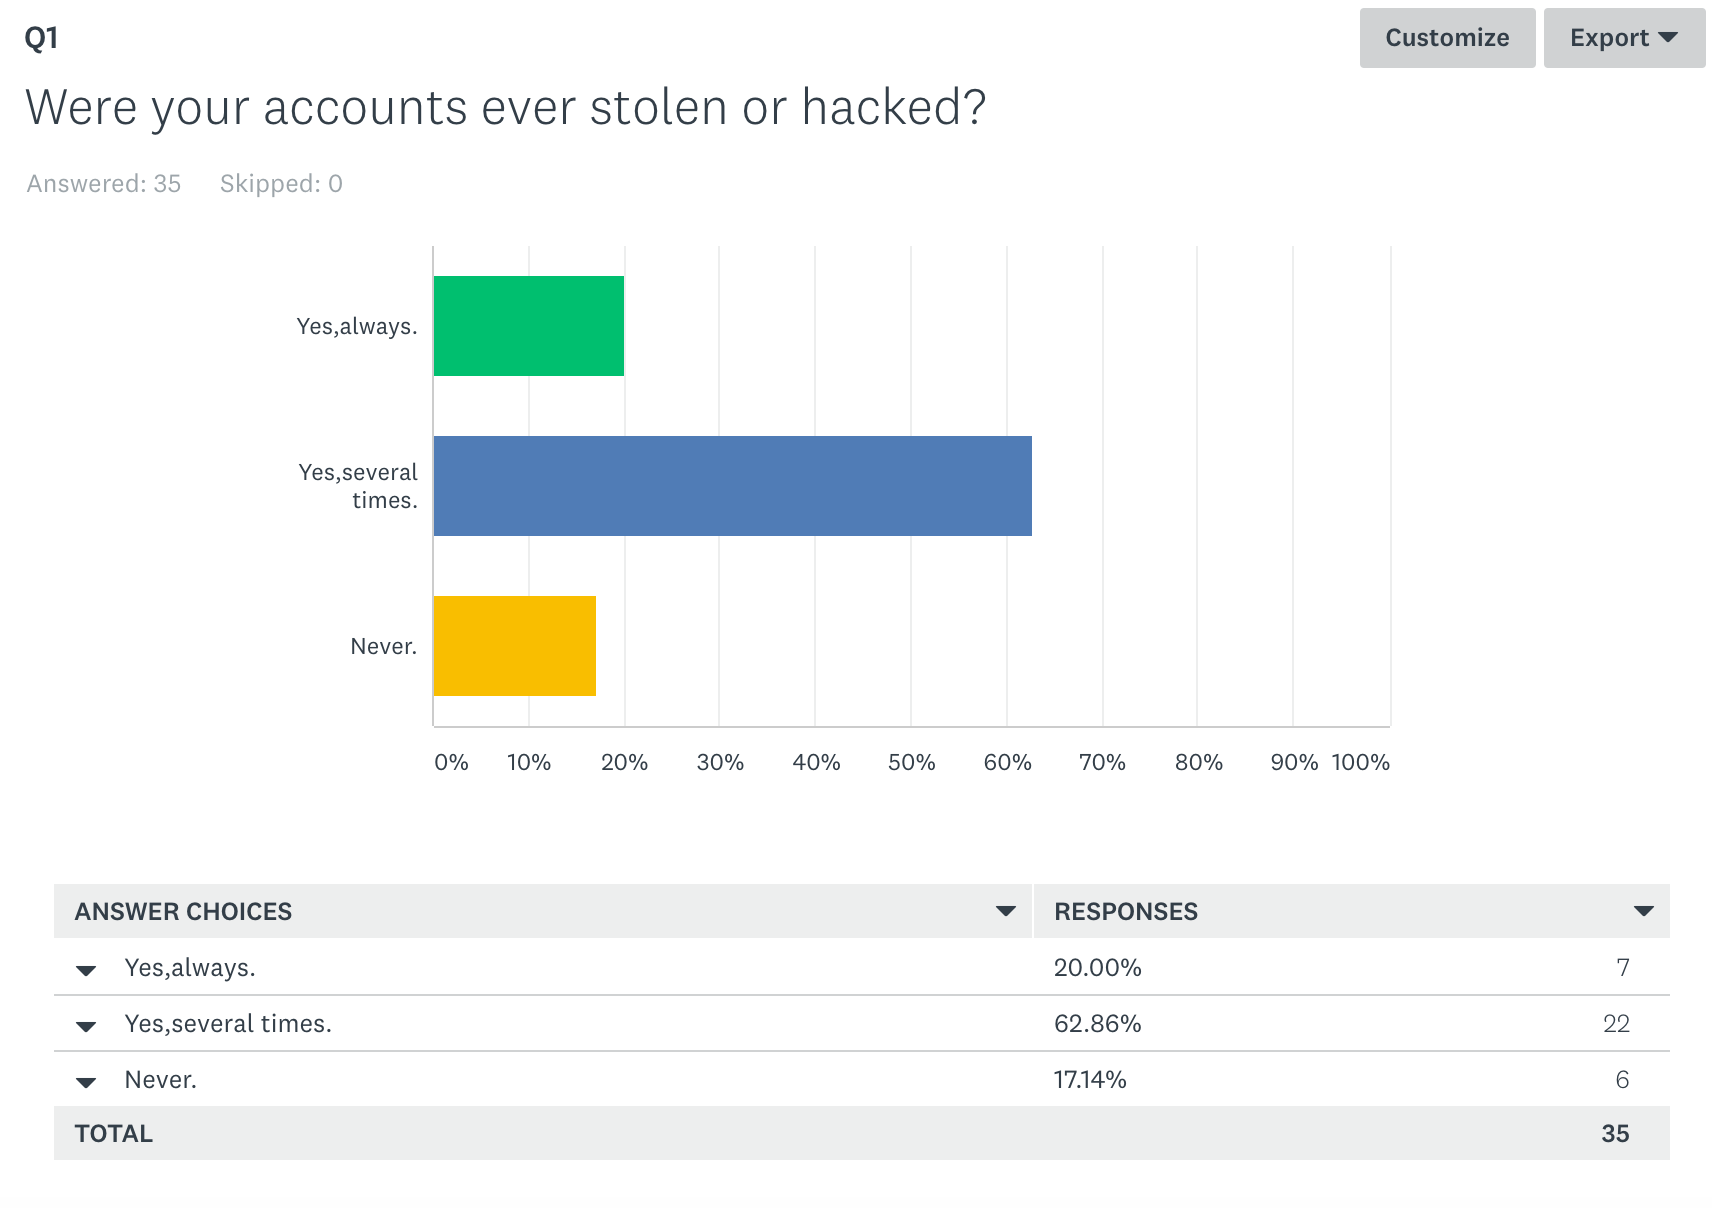 Q1
Customize
Export
Were your accounts ever stolen or hacked?
Answered: 35 Skipped: 0
Yes,always.
Yes,several
times.
Never.
0% 10% 20% 30% 40% 50% 60% 70% 80% 90% 100%
ANSWER CHOICES RESPONSES
Yes,always. 20.00% 7
Yes,several times. 62.86% 22
Never. 17.14% 6
TOTAL 35